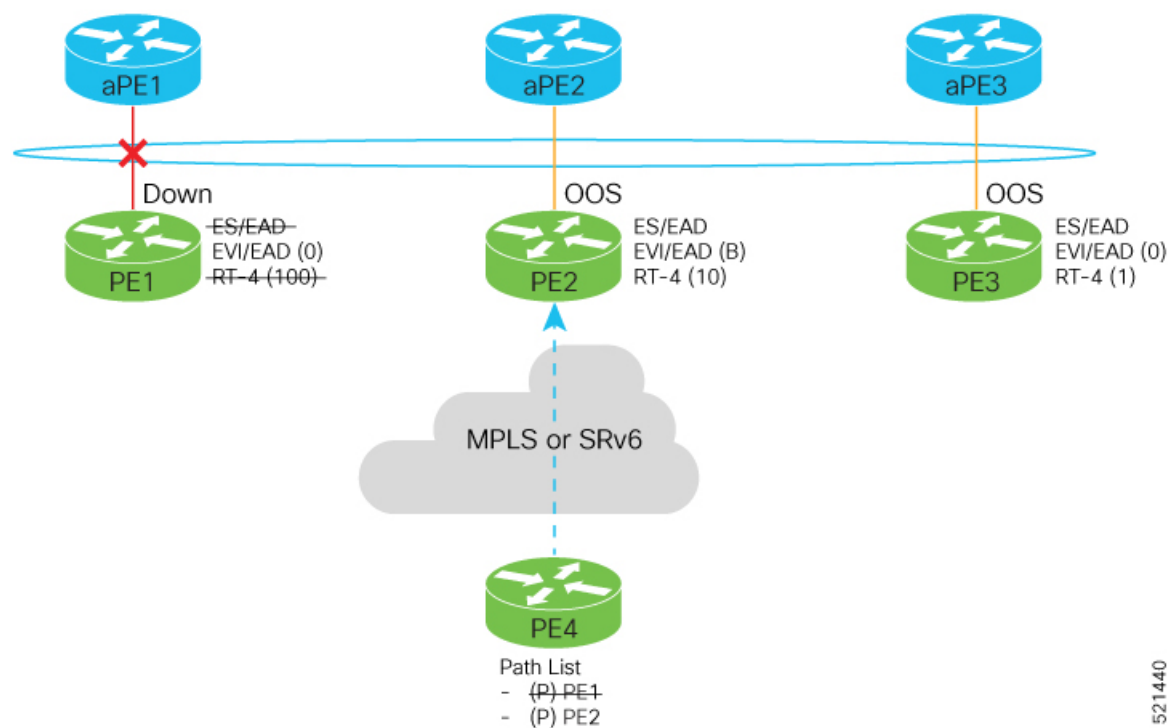 aPE1
aPE2
aPE3
Down
OOS
OOS
PE1
ES/EAD
EVI/EAD (0)
RT-4 (100)
PE2
ES/EAD
EVI/EAD (B)
RT-4 (10)
PE3
ES/EAD
EVI/EAD (0)
RT-4 (1)
MPLS or SRv6
PE4
Path List
- (P) PE1
- (P) PE2
521440